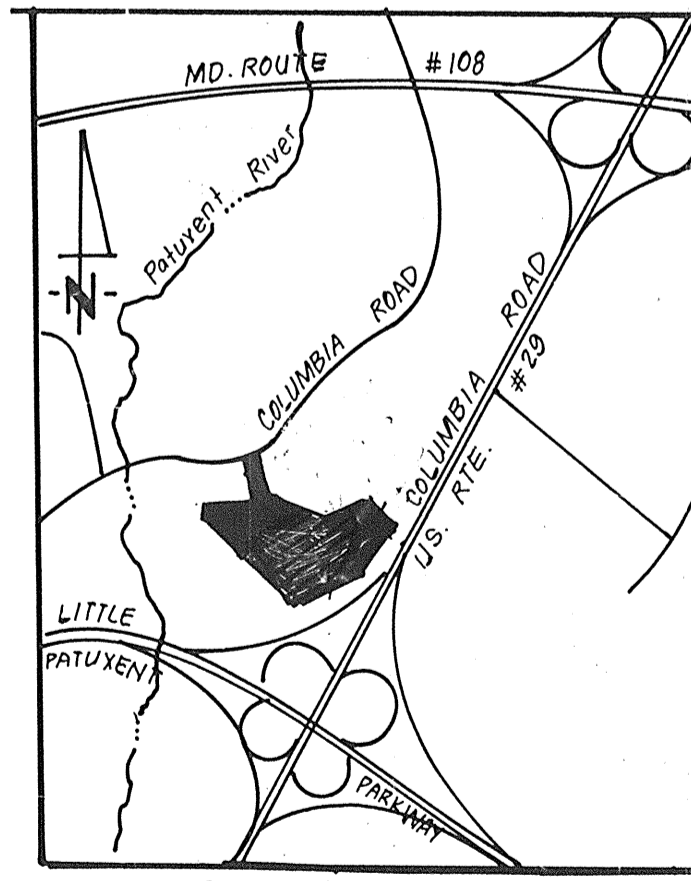 MD. ROUTE #108
Patuxent... River
-N-
COLUMBIA ROAD
COLUMBIA ROAD
U.S. RTE. #29
LITTLE
PATUXENT
PARKWAY